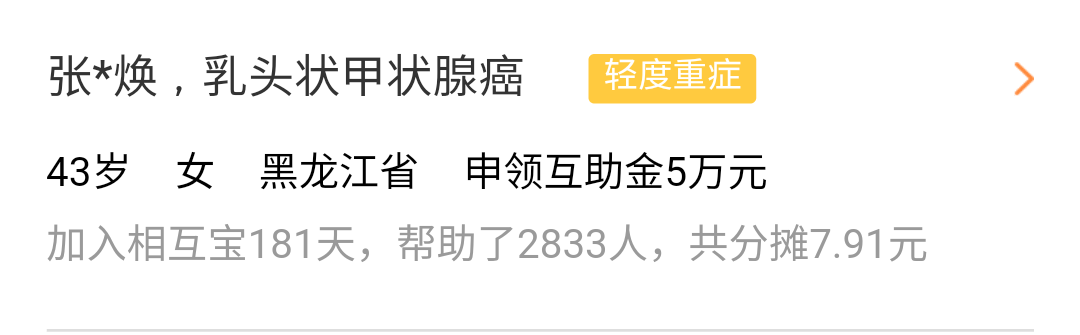 张*焕，乳头状甲状腺癌 轻度重症
43岁 女 黑龙江省 申领互助金5万元
加入相互宝181天，帮助了2833人，共分摊7.91元